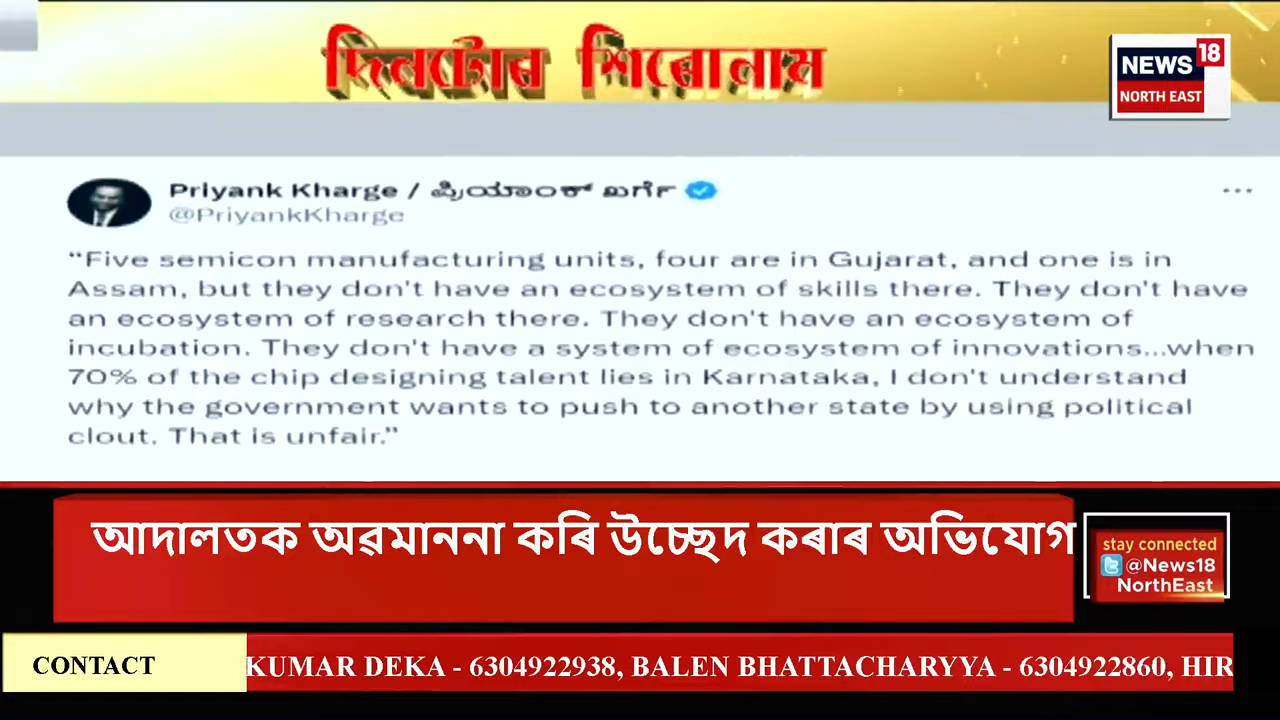 দিনটোৰ শিৰোনাম
NEWS 18
NORTH EAST
Priyank Kharge / ಪ್ರಿಯಾಂಕ್ ಖರ್ಗೆ
@PriyankKharge
“Five semicon manufacturing units, four are in Gujarat, and one is in
Assam, but they don't have an ecosystem of skills there. They don't have
an ecosystem of research there. They don't have an ecosystem of
incubation. They don't have a system of ecosystem of innovations...when
70% of the chip designing talent lies in Karnataka, I don't understand
why the government wants to push to another state by using political
clout. That is unfair.”
আদালতক অৱমাননা কৰি উচ্ছেদ কৰাৰ অভিযোগ
stay connected
@News18
NorthEast
CONTACT
KUMAR DEKA - 6304922938, BALEN BHATTACHARYYA - 6304922860, HIR